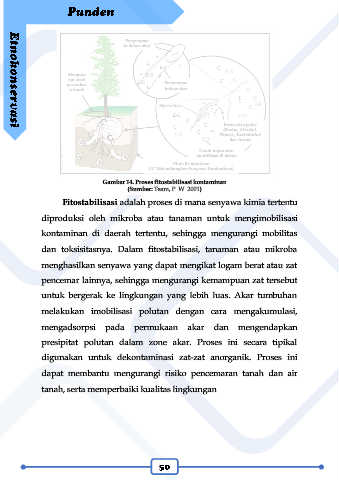 Punden
Etnokonservasi
Gambar 14. Proses fitostabilisasi kontaminan
(Sumber: Tsam, P W 2001)
Fitostabilisasi adalah proses di mana senyawa kimia tertentu
diproduksi oleh mikroba atau tanaman untuk mengimobilisasi
kontaminan di daerah tertentu, sehingga mengurangi mobilitas
dan toksisitasnya. Dalam fitostabilisasi, tanaman atau mikroba
menghasilkan senyawa yang dapat mengikat logam berat atau zat
pencemar lainnya, sehingga mengurangi kemampuan zat tersebut
untuk bergerak ke lingkungan yang lebih luas. Akar tumbuhan
melakukan imobilisasi polutan dengan cara mengakumulasi,
mengadsorpsi pada permukaan akar dan mengendapkan
presipitat polutan dalam zone akar. Proses ini secara tipikal
digunakan untuk dekontaminasi zat-zat anorganik. Proses ini
dapat membantu mengurangi risiko pencemaran tanah dan air
tanah, serta memperbaiki kualitas lingkungan
50